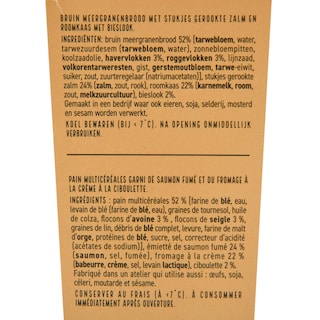 BRUIN MEERGRANENBROOD MET STUKJES GEROOKTE ZALM EN
ROOMKAAS MET BIESLOOK.
INGREDIËNTEN: bruin meergranenbrood 52% (tarwebloem, water,
tarwezuurdesem (tarwebloem, water), zonnebloempitten,
koolzaadolie, havervlokken 3%, roggevlokken 3%, lijnzaad,
volkorentarweresten, gist, gerstemoutbloem, tarwe-eiwit,
suiker, zout, zuurteregelaar (natriumacetaten)), stukjes gerookte
zalm 24% (zalm, zout, rook), roomkaas 22% (karnemelk, room,
zout, melkzuurcultuur), bieslook 2%.
Gemaakt in een bedrijf waar ook eieren, soja, selderij, mosterd
en sesam worden verwerkt.
KOEL BEWAREN (BIJ < 7°C). NA OPENING ONMIDDELLIJK
VERBRUIKEN.
PAIN MULTICÉRÉALES GARNI DE SAUMON FUMÉ ET DU FROMAGE À
LA CRÈME À LA CIBOULETTE.
INGRÉDIENTS : pain multicéréales 52 % [farine de blé, eau,
levain de blé (farine de blé, eau), graines de tournesol, huile
de colza, flocons d'avoine 3 %, flocons de seigle 3 %,
graines de lin, débris de blé complet, levure, farine de malt
d'orge, protéines de blé, sucre, sel, correcteur d'acidité
(acétates de sodium)], émietté de saumon 24 %
(saumon, sel, fumée), fromage à la crème 22 %
(babeurre, crème, sel, levain lactique), ciboulette 2 %.
Fabriqué dans un atelier qui utilise aussi : œufs, soja,
céleri, moutarde et sésame.
CONSERVER AU FRAIS (À <7°C). À CONSOMMER
IMMÉDIATEMENT APRÈS OUVERTURE.